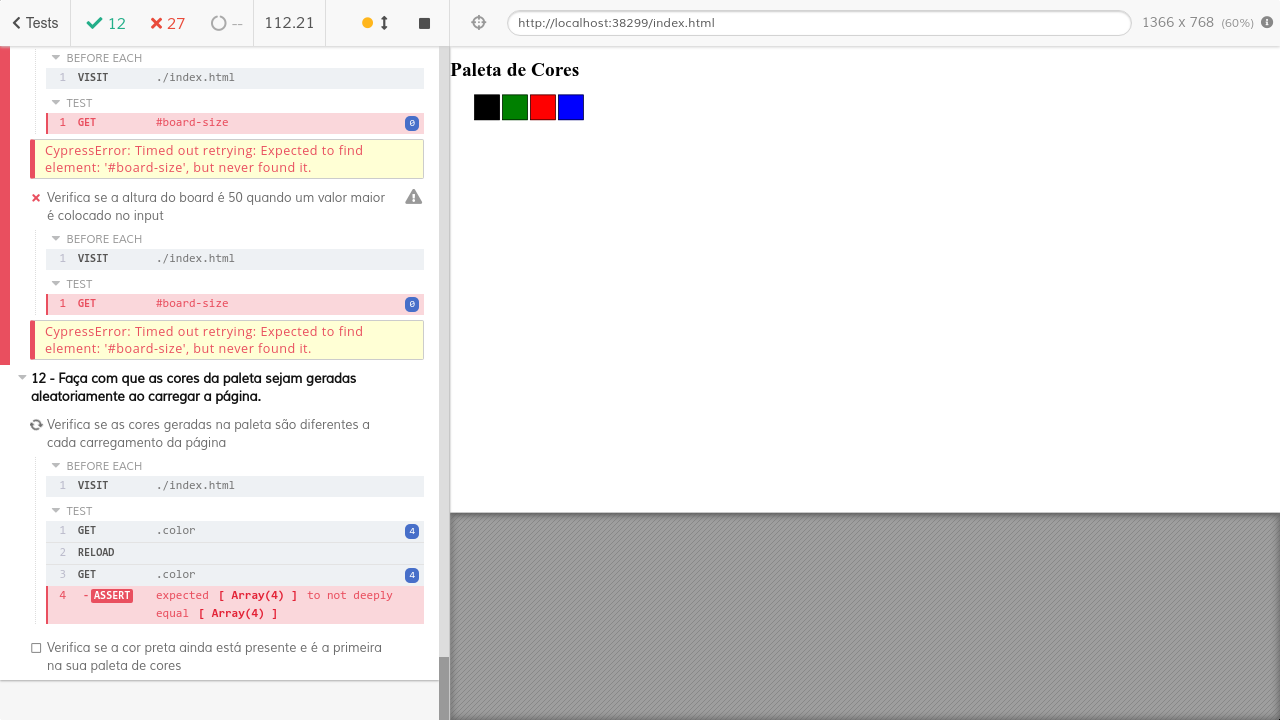 Tests
12
27
--
112.21
http://localhost:38299/index.html
1366 x 768 (60%)
BEFORE EACH
1 VISIT ./index.html
TEST
1 GET #board-size 0
CypressError: Timed out retrying: Expected to find
element: '#board-size', but never found it.
Verifica se a altura do board é 50 quando um valor maior
é colocado no input
BEFORE EACH
1 VISIT ./index.html
TEST
1 GET #board-size 0
CypressError: Timed out retrying: Expected to find
element: '#board-size', but never found it.
12 - Faça com que as cores da paleta sejam geradas
aleatoriamente ao carregar a página.
Verifica se as cores geradas na paleta são diferentes a
cada carregamento da página
BEFORE EACH
1 VISIT ./index.html
TEST
1 GET .color 4
2 RELOAD
3 GET .color 4
4 - ASSERT expected [ Array(4) ] to not deeply
equal [ Array(4) ]
Verifica se a cor preta ainda está presente e é a primeira
na sua paleta de cores
Paleta de Cores